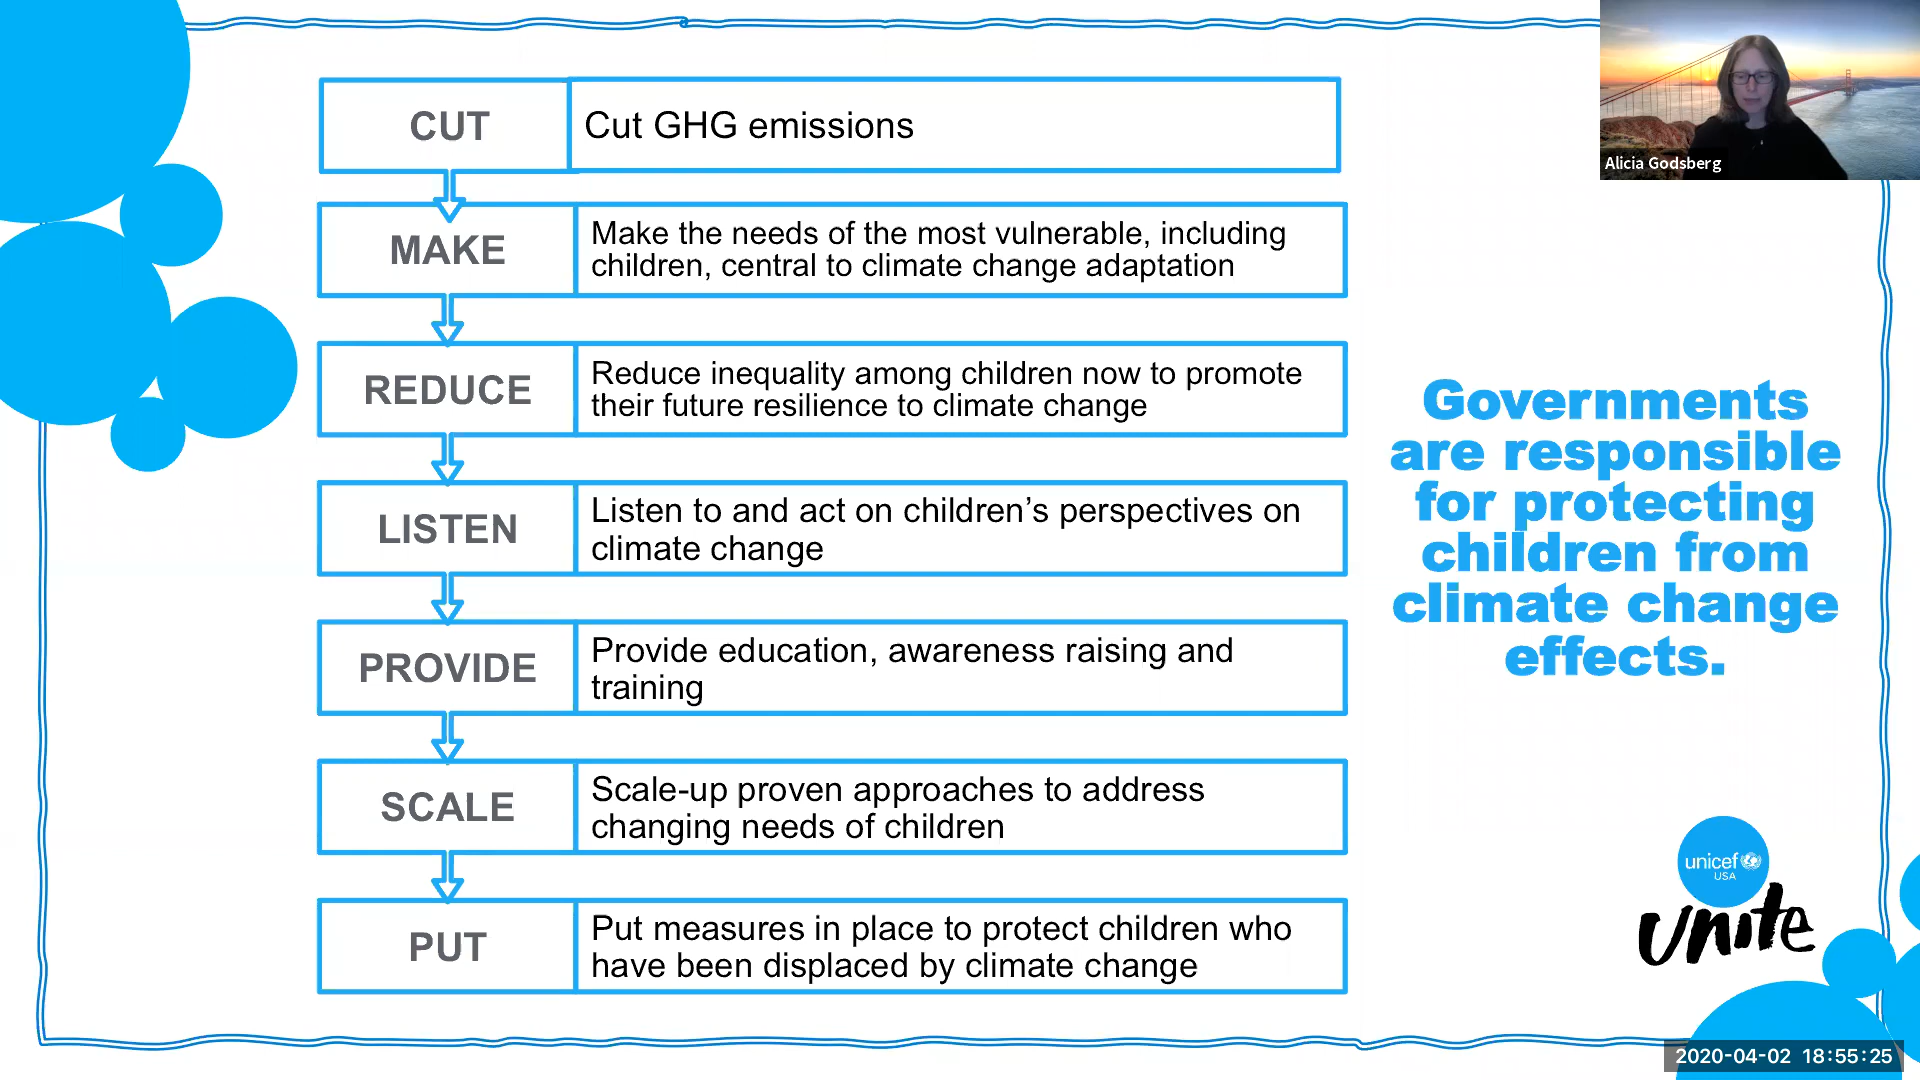 CUT
Cut GHG emissions
MAKE
Make the needs of the most vulnerable, including
children, central to climate change adaptation
REDUCE
Reduce inequality among children now to promote
their future resilience to climate change
LISTEN
Listen to and act on children’s perspectives on
climate change
PROVIDE
Provide education, awareness raising and
training
SCALE
Scale-up proven approaches to address
changing needs of children
PUT
Put measures in place to protect children who
have been displaced by climate change
Governments
are responsible
for protecting
children from
climate change
effects.
Alicia Godsberg
unicef
USA
unite
2020-04-02 18:55:25